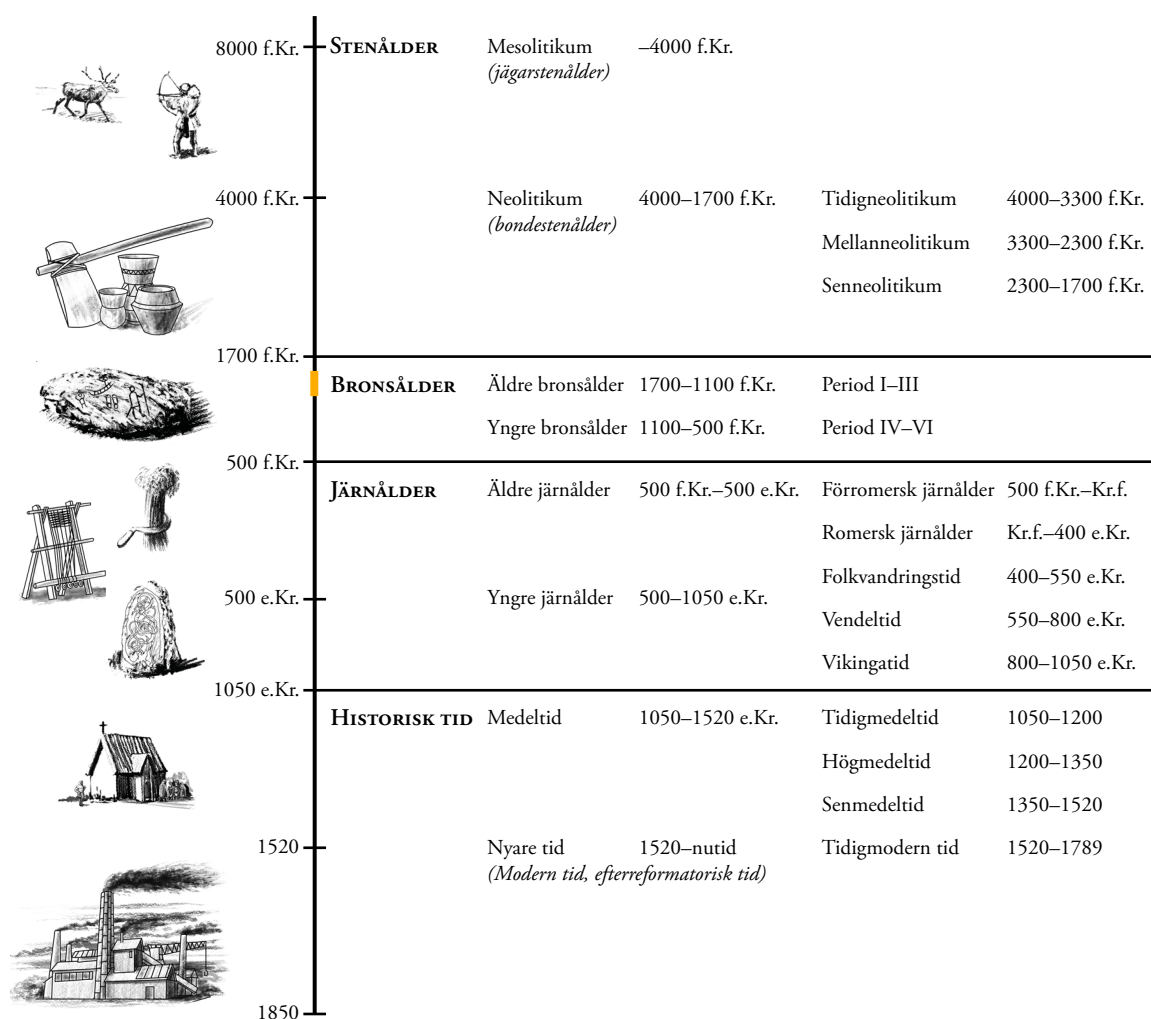 8000 f.Kr. STENÅLDER Mesolitikum –4000 f.Kr.
(jägarstenålder)
4000 f.Kr. Neolitikum 4000–1700 f.Kr. Tidigneolitikum 4000–3300 f.Kr.
(bondestenålder)
Mellanneolitikum 3300–2300 f.Kr.
Senneolitikum 2300–1700 f.Kr.
1700 f.Kr.
BRONSÅLDER Äldre bronsålder 1700–1100 f.Kr. Period I–III
Yngre bronsålder 1100–500 f.Kr. Period IV–VI
500 f.Kr.
JÄRNÅLDER Äldre järnålder 500 f.Kr.–500 e.Kr. Förromersk järnålder 500 f.Kr.–Kr.f.
Romersk järnålder Kr.f.–400 e.Kr.
Folkvandringstid 400–550 e.Kr.
500 e.Kr. Yngre järnålder 500–1050 e.Kr.
Vendeltid 550–800 e.Kr.
Vikingatid 800–1050 e.Kr.
1050 e.Kr.
HISTORISK TID Medeltid 1050–1520 e.Kr. Tidigmedeltid 1050–1200
Högmedeltid 1200–1350
Senmedeltid 1350–1520
1520 Nyare tid 1520–nutid Tidigmodern tid 1520–1789
(Modern tid, efterreformatorisk tid)
1850